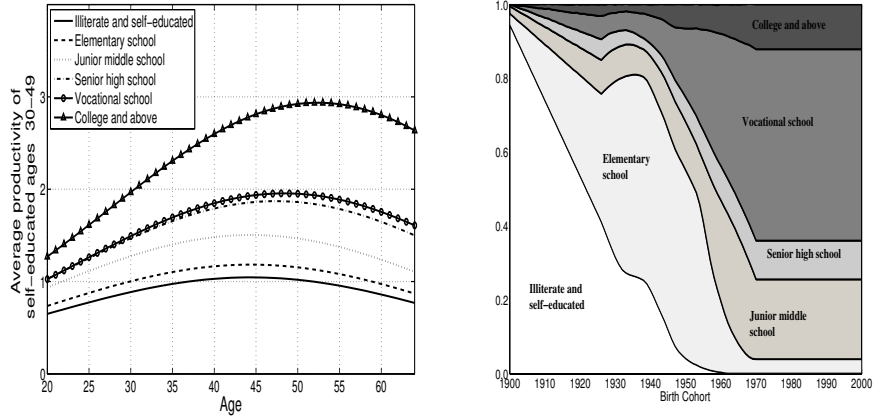 Illiterate and self−educated
Elementary school
Junior middle school
Senior high school
Vocational school
College and above
Average productivity of
self−educated ages 30−49
3
2
1
0
20 25 30 35 40 45 50 55 60
Age
1.0
0.8
0.6
0.4
0.2
0.0
College and above
Vocational school
Elementary
school
Senior high school
Illiterate and
self-educated
Junior middle
school
1900 1910 1920 1930 1940 1950 1960 1970 1980 1990 2000
Birth Cohort